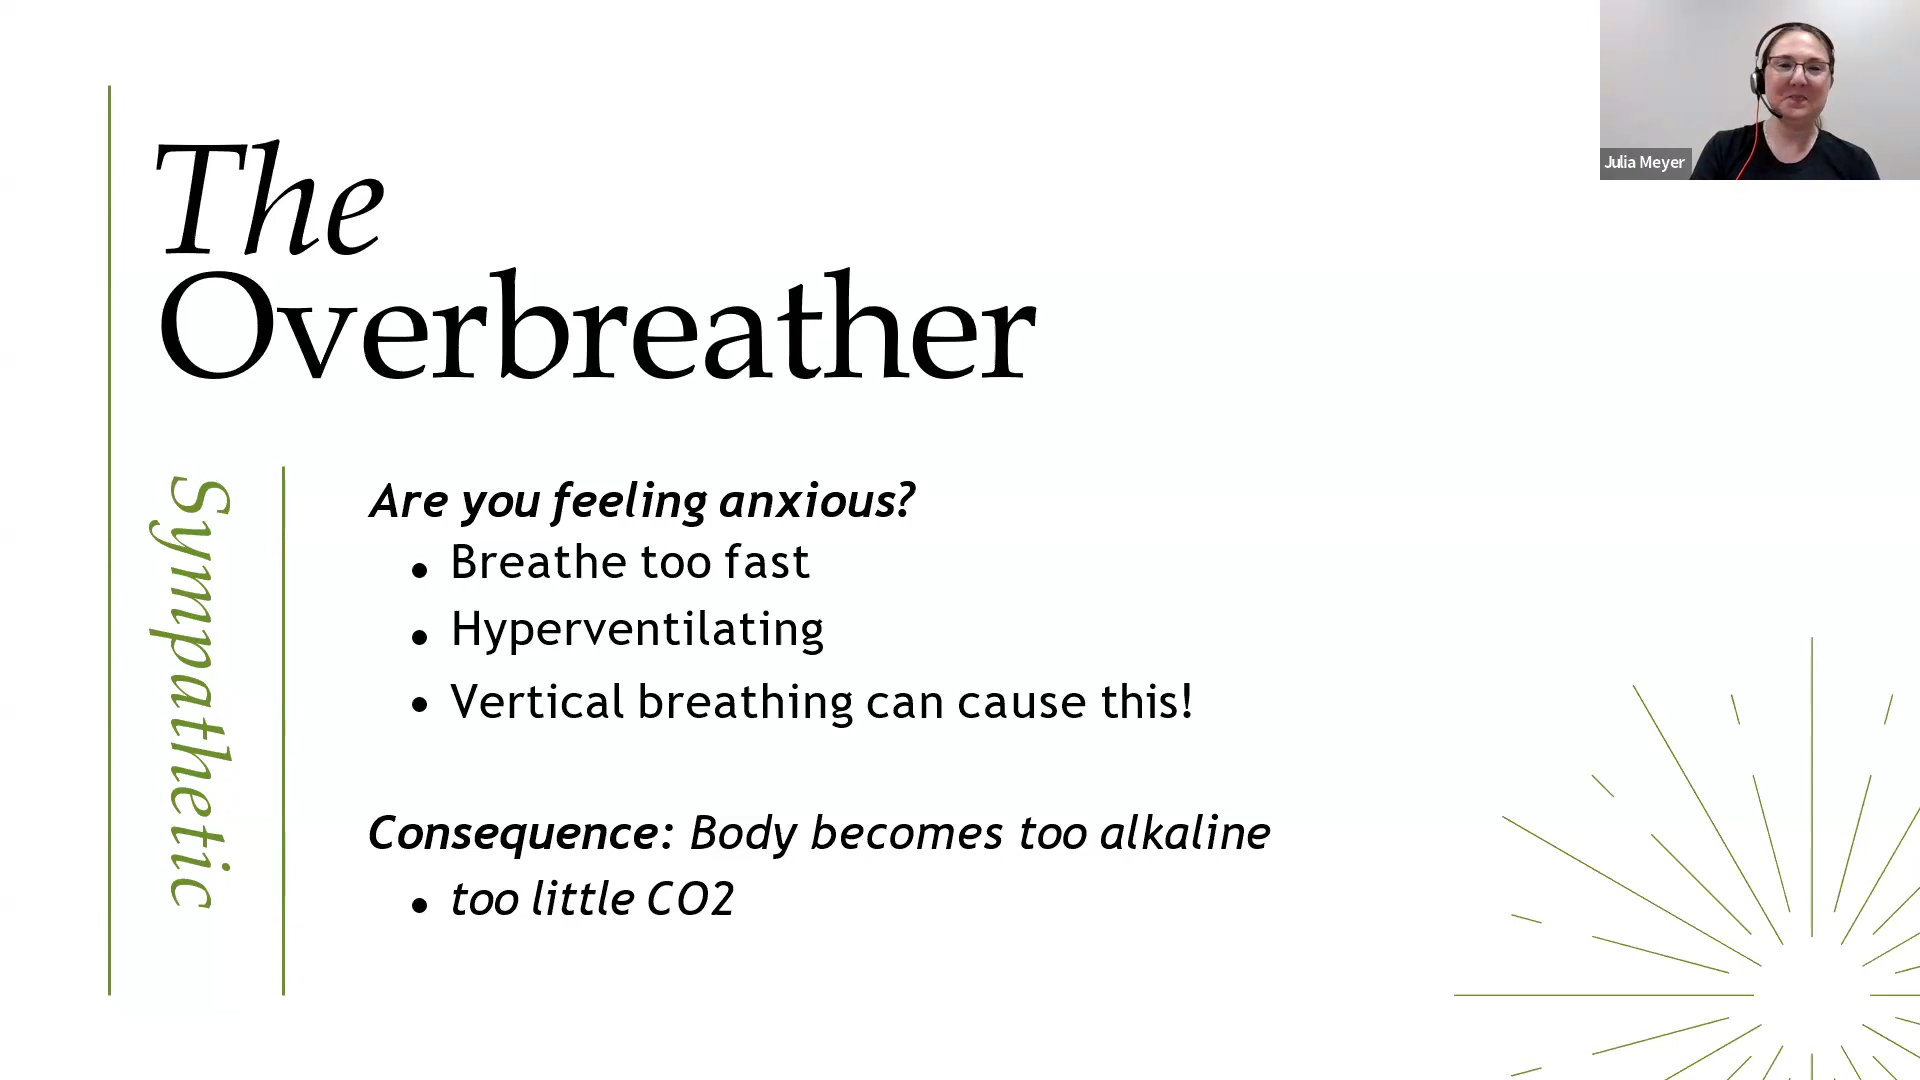 The
Overbreather
Sympathetic
Are you feeling anxious?
• Breathe too fast
• Hyperventilating
• Vertical breathing can cause this!
Consequence: Body becomes too alkaline
• too little CO2
Julia Meyer